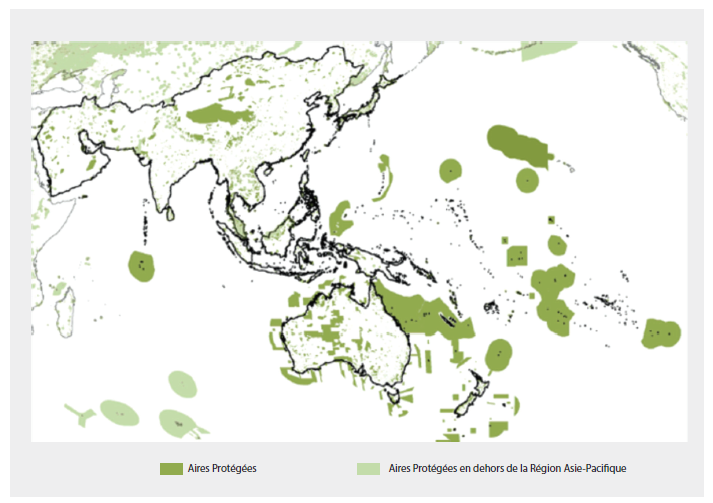 Aires Protégées
Aires Protégées en dehors de la Région Asie-Pacifique